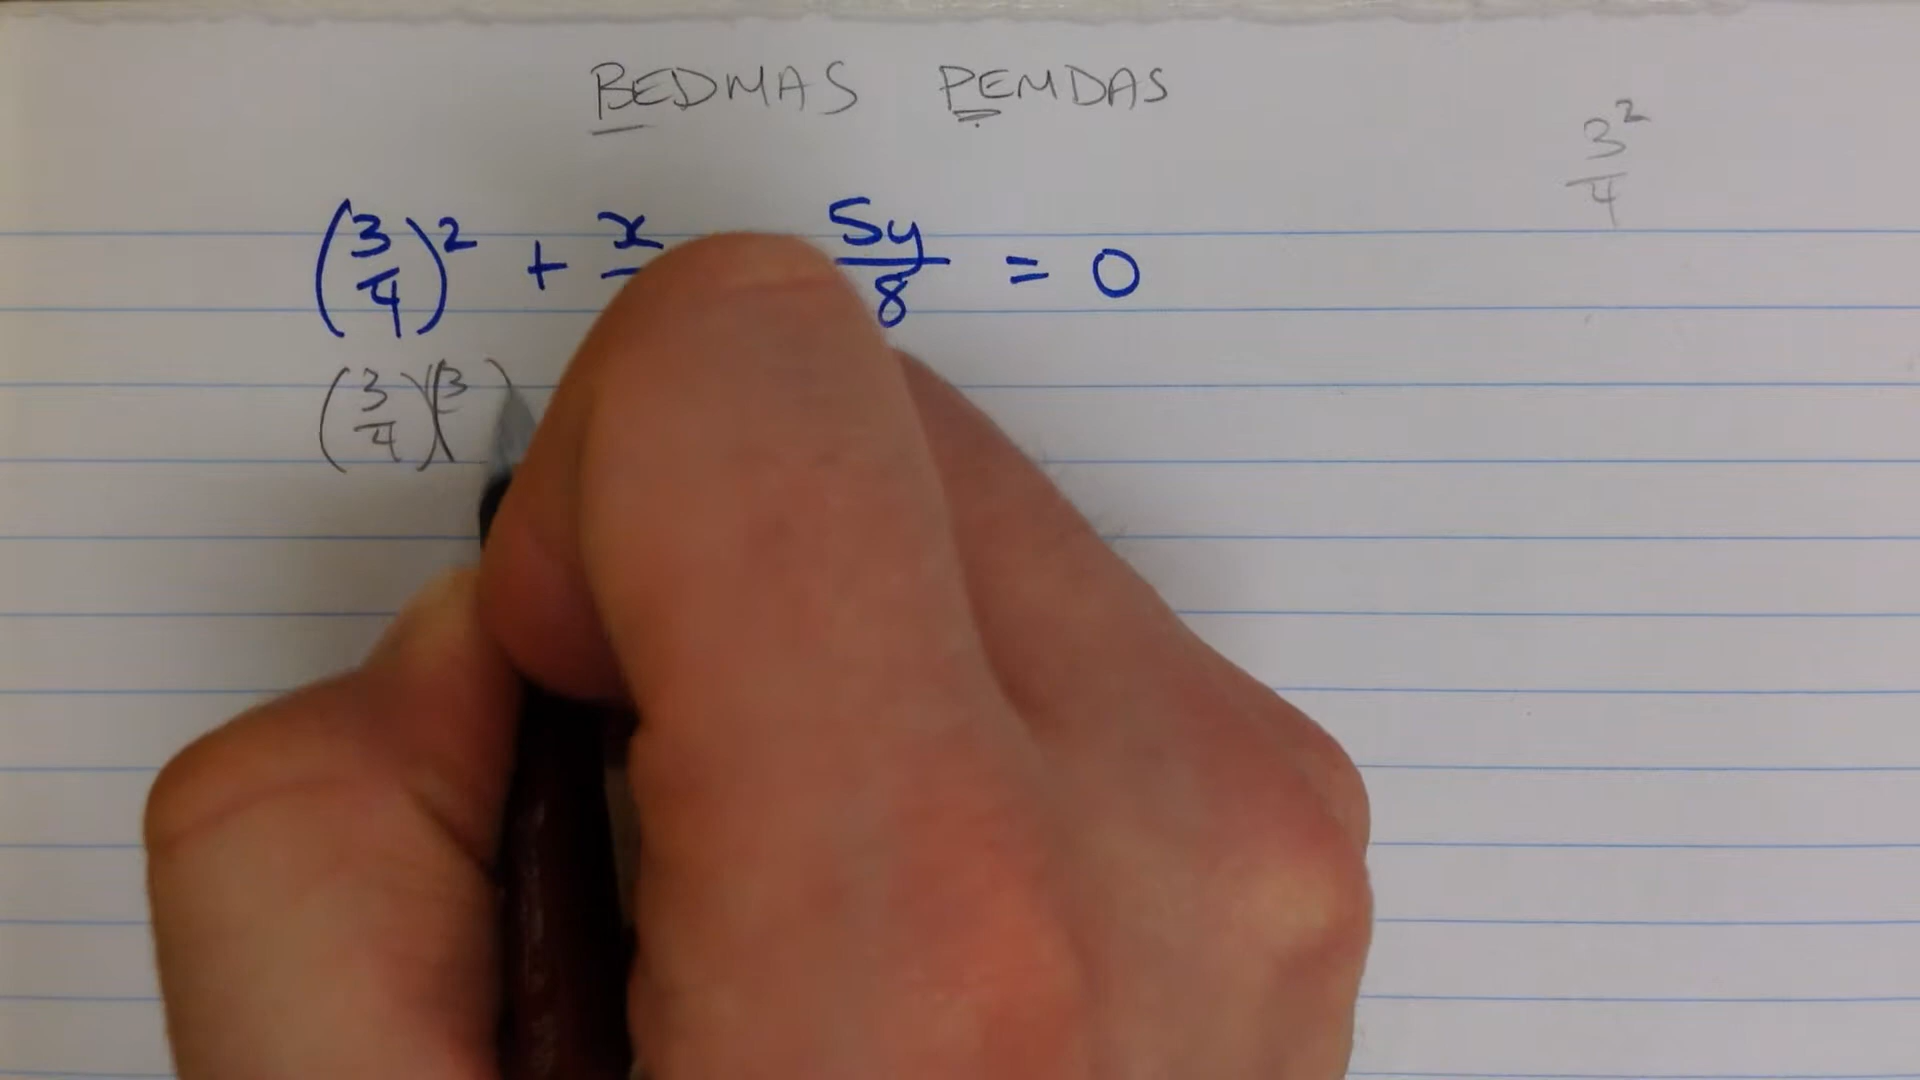 BEDMAS PEMDAS
3²/4
(3/4)² + x/ 5y/8 = 0
(3/4)(3/ )